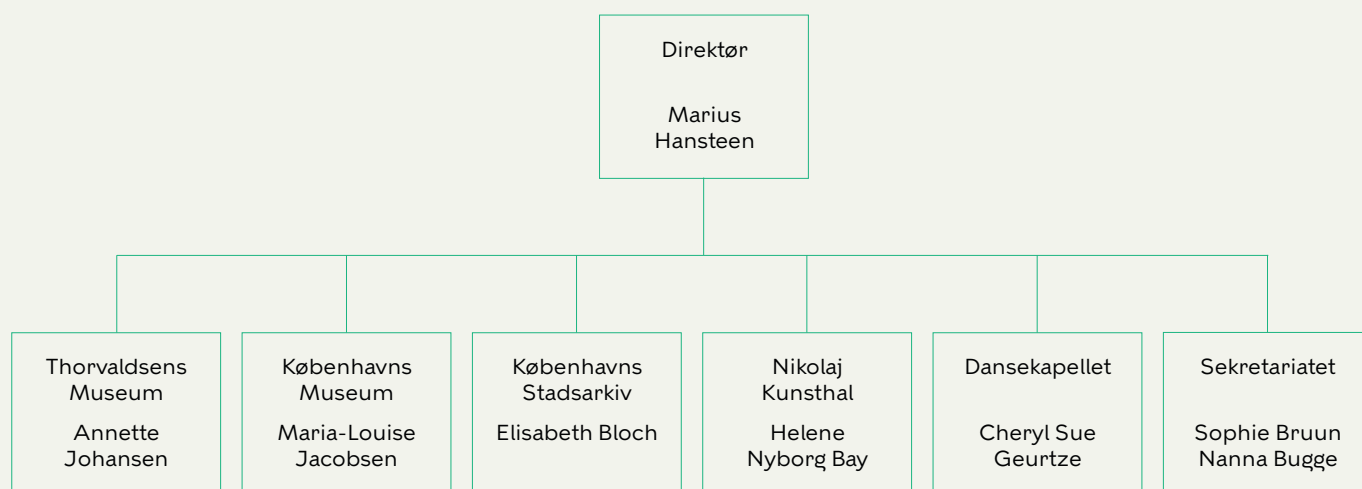 Direktør
Marius
Hansteen
Thorvaldsens
Museum
Annette
Johansen
Københavns
Museum
Maria-Louise
Jacobsen
Københavns
Stadsarkiv
Elisabeth Bloch
Nikolaj
Kunsthal
Helene
Nyborg Bay
Dansekapellet
Cheryl Sue
Geurtze
Sekretariatet
Sophie Bruun
Nanna Bugge